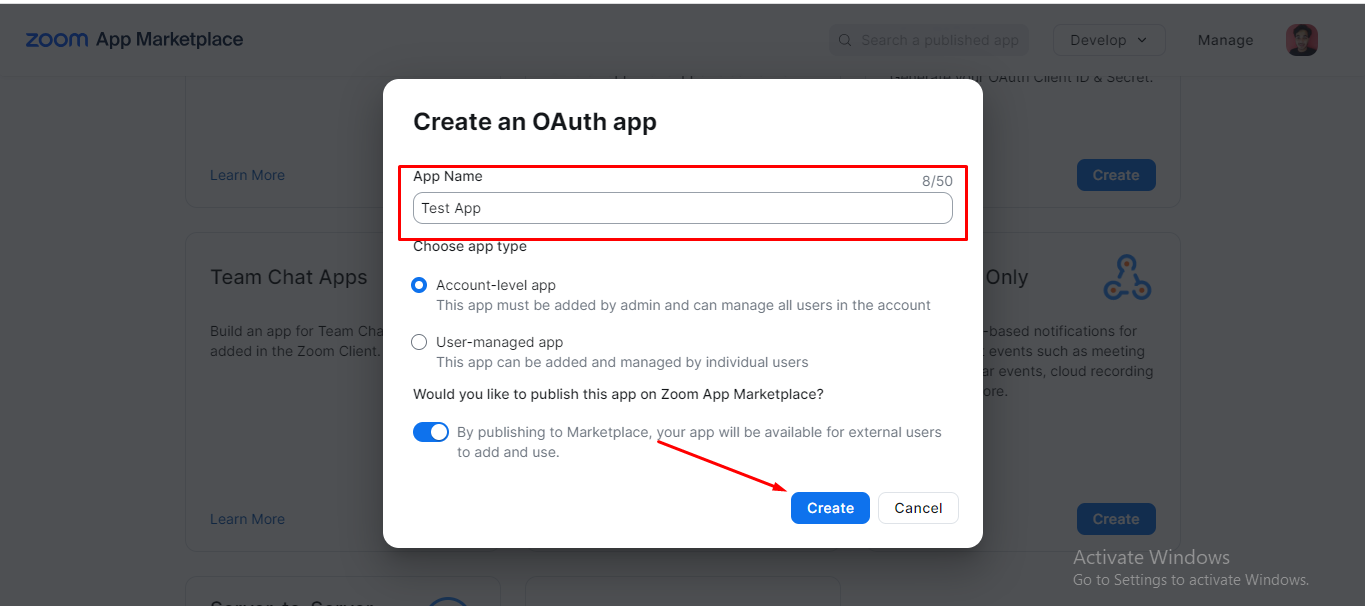 zoom App Marketplace
Search a published app
Develop
Manage
Generate your OAuth Client ID & Secret.
Learn More
Create
Create an OAuth app
App Name
8/50
Test App
Choose app type
Account-level app
This app must be added by admin and can manage all users in the account
User-managed app
This app can be added and managed by individual users
Would you like to publish this app on Zoom App Marketplace?
By publishing to Marketplace, your app will be available for external users
to add and use.
Create
Cancel
Team Chat Apps
Build an app for Team Cha
added in the Zoom Client.
Learn More
Only
-based notifications for
events such as meeting
ar events, cloud recording
ore.
Create
Server-to-Server
Activate Windows
Go to Settings to activate Windows.